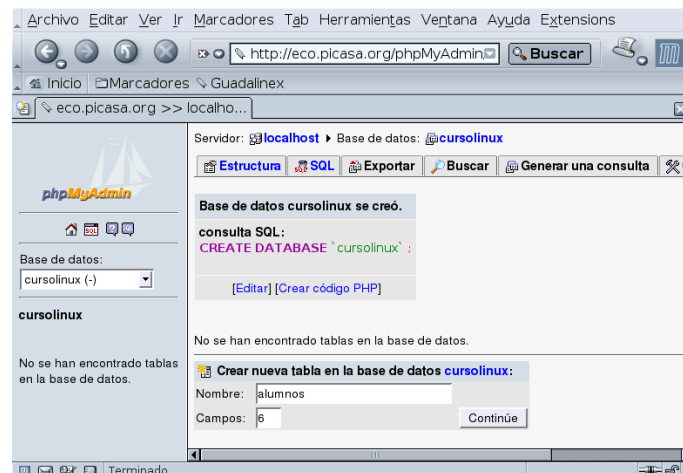 Archivo Editar Ver Ir Marcadores Tab Herramientas Ventana Ayuda Extensions
http://eco.picasa.org/phpMyAdmin Buscar
Inicio Marcadores Guadalinex
eco.picasa.org >> localho...
Servidor: localhost Base de datos: cursolinux
Estructura SQL Exportar Buscar Generar una consulta
phpMyAdmin
SQL
Base de datos:
cursolinux (-)
cursolinux
No se han encontrado tablas
en la base de datos.
Base de datos cursolinux se creó.
consulta SQL:
CREATE DATABASE `cursolinux` ;
[Editar] [Crear código PHP]
No se han encontrado tablas en la base de datos.
Crear nueva tabla en la base de datos cursolinux:
Nombre: alumnos
Campos: 6 Continúe
Terminado